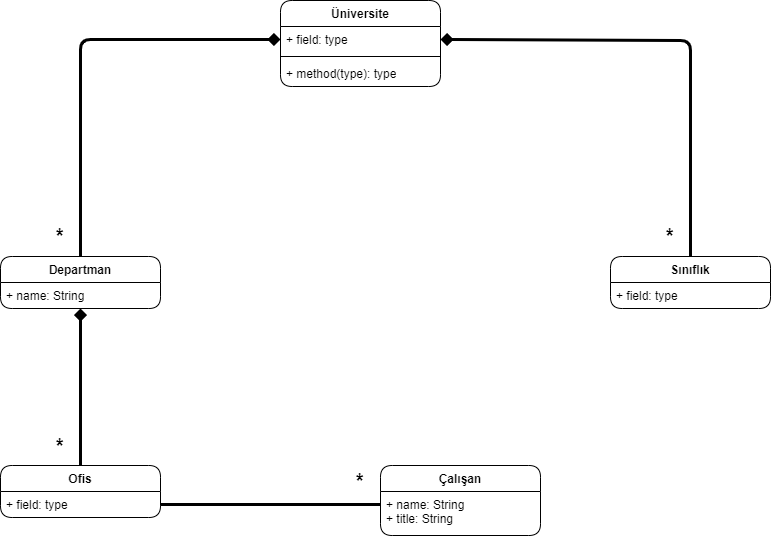 Üniversite
+ field: type
+ method(type): type
*
*
Departman
+ name: String
Sınıflık
+ field: type
*
Ofis
+ field: type
*
Çalışan
+ name: String
+ title: String